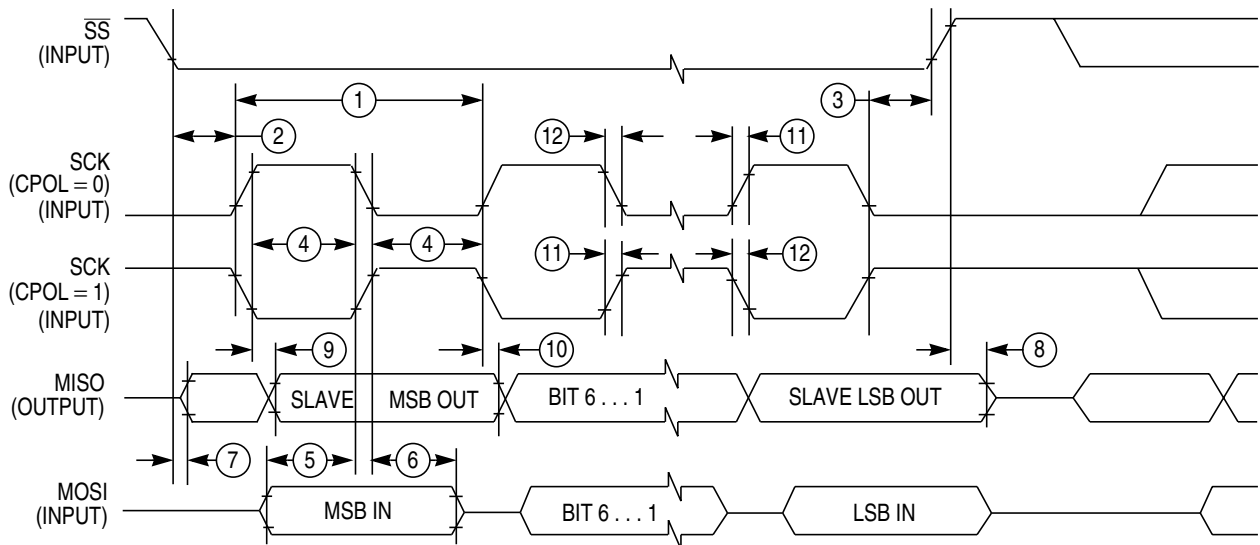 SS
(INPUT)
1
3
2
12
11
SCK
(CPOL = 0)
(INPUT)
4
4
11
12
SCK
(CPOL = 1)
(INPUT)
9
10
8
MISO
(OUTPUT)
SLAVE
MSB OUT
BIT 6 . . . 1
SLAVE LSB OUT
7
5
6
MOSI
(INPUT)
MSB IN
BIT 6 . . . 1
LSB IN